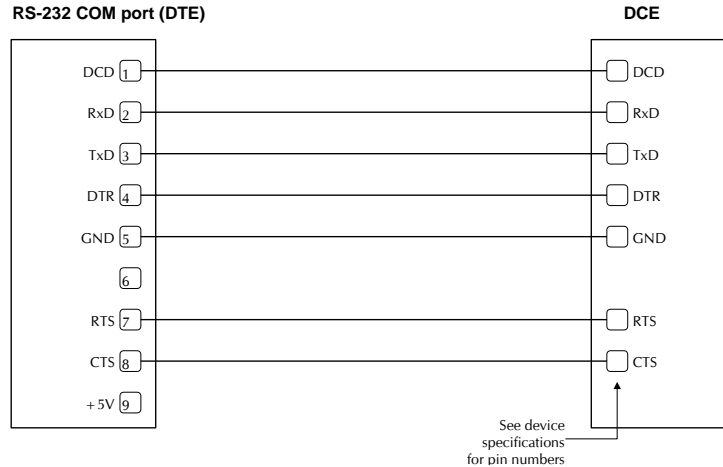 RS-232 COM port (DTE) DCE
DCD 1 DCD
RxD 2 RxD
TxD 3 TxD
DTR 4 DTR
GND 5 GND
6
RTS 7 RTS
CTS 8 CTS
+5V 9
See device
specifications
for pin numbers